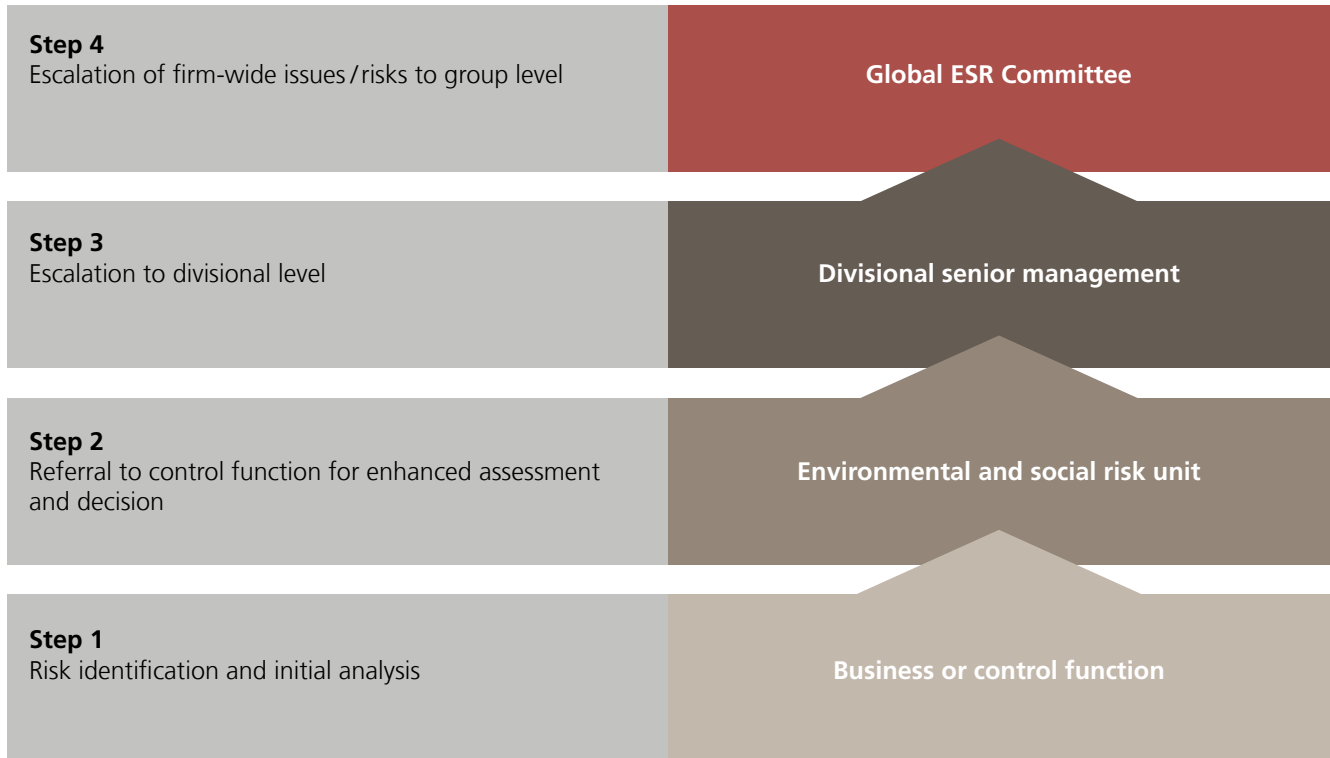 Step 4
Escalation of firm-wide issues/risks to group level
Global ESR Committee
Step 3
Escalation to divisional level
Divisional senior management
Step 2
Referral to control function for enhanced assessment
and decision
Environmental and social risk unit
Step 1
Risk identification and initial analysis
Business or control function